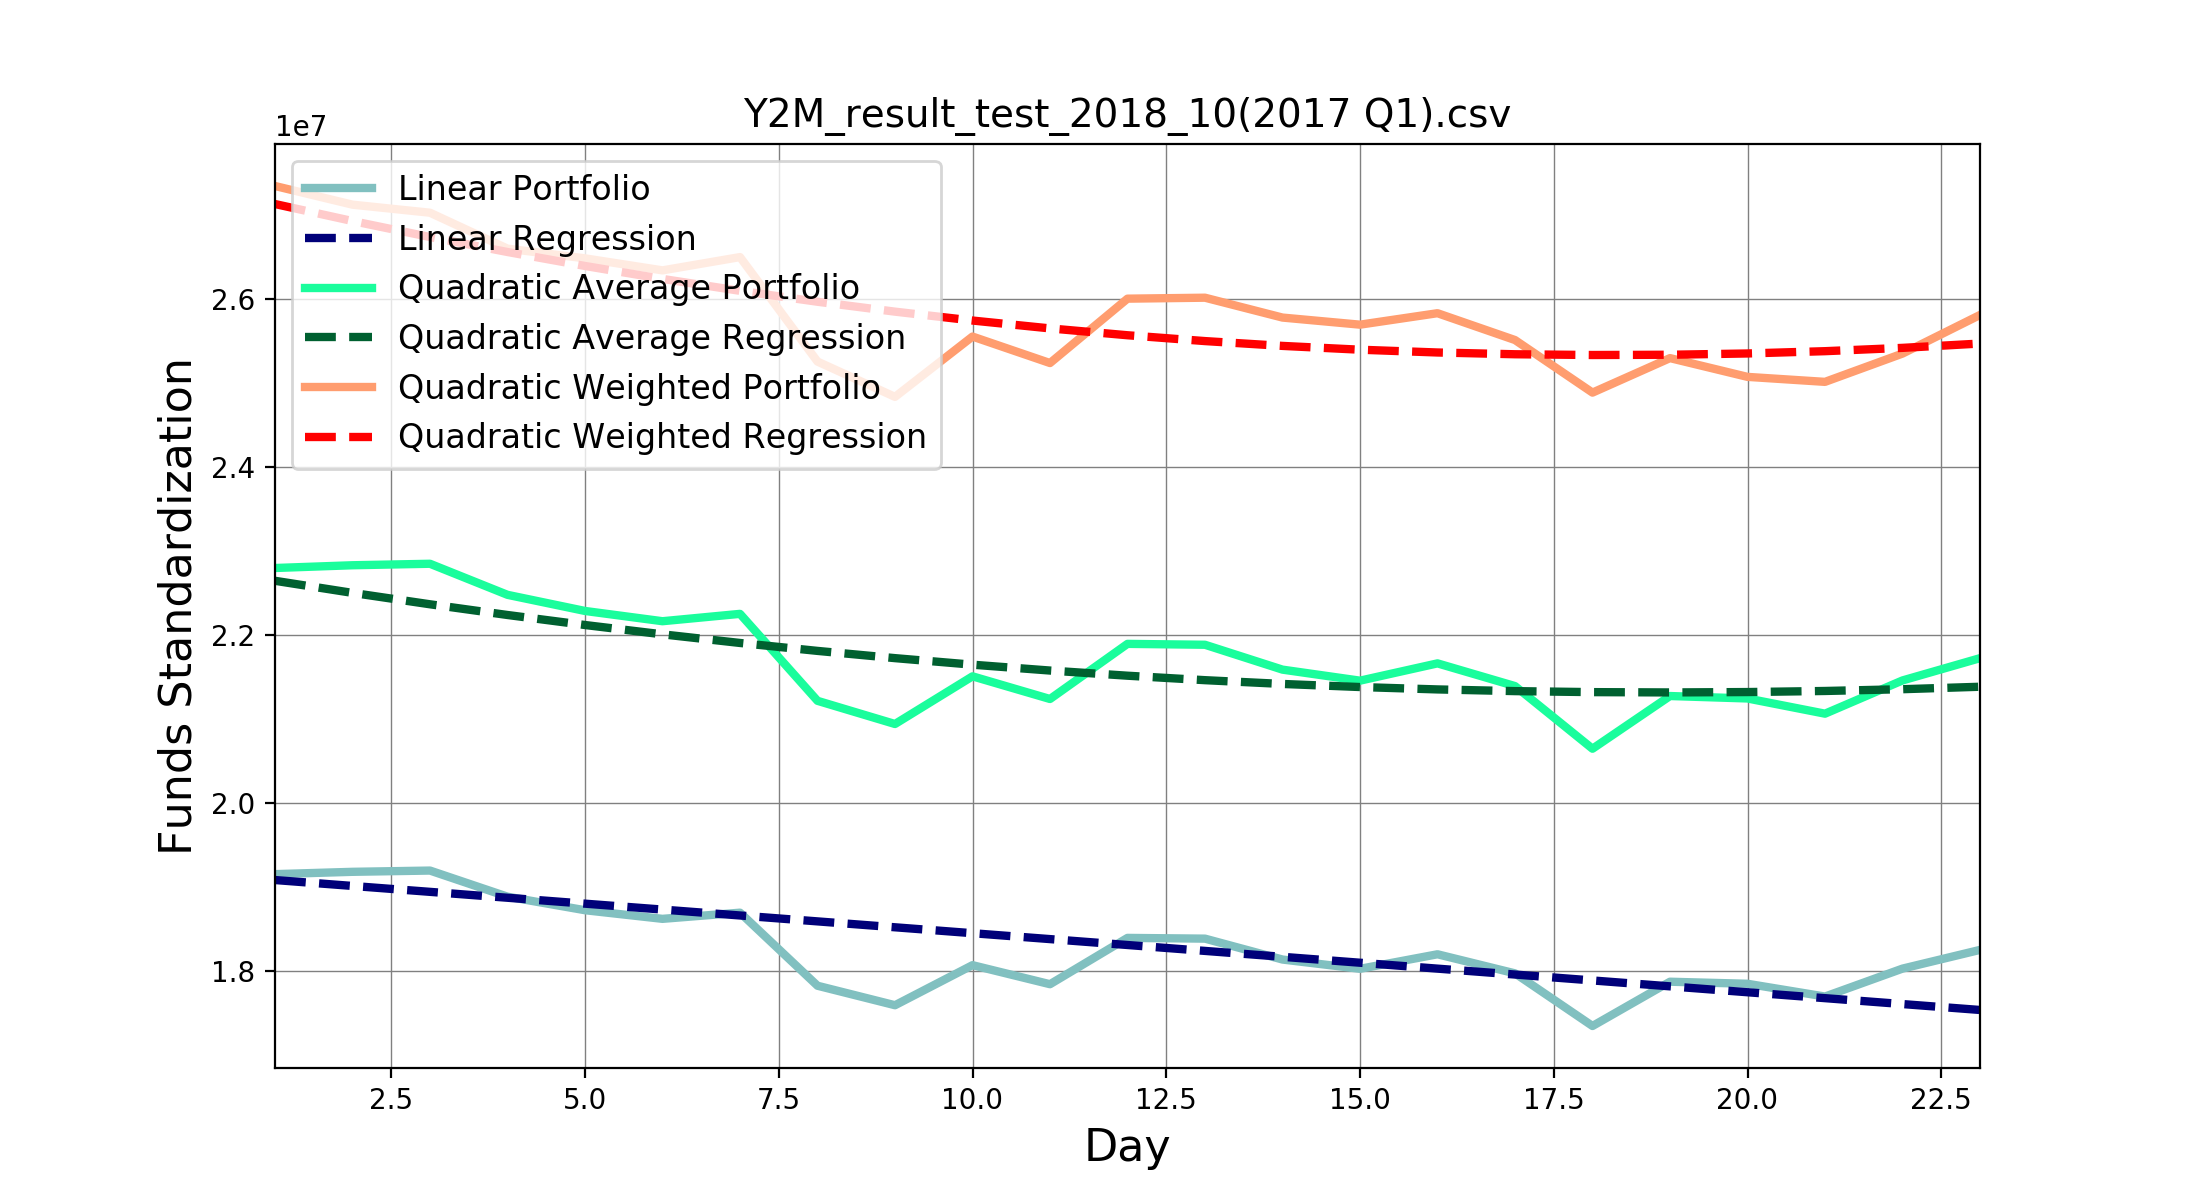 Y2M_result_test_2018_10(2017 Q1).csv
1e7
Linear Portfolio
Linear Regression
Quadratic Average Portfolio
Quadratic Average Regression
Quadratic Weighted Portfolio
Quadratic Weighted Regression
Funds Standardization
2.6
2.4
2.2
2.0
1.8
2.5 5.0 7.5 10.0 12.5 15.0 17.5 20.0 22.5
Day